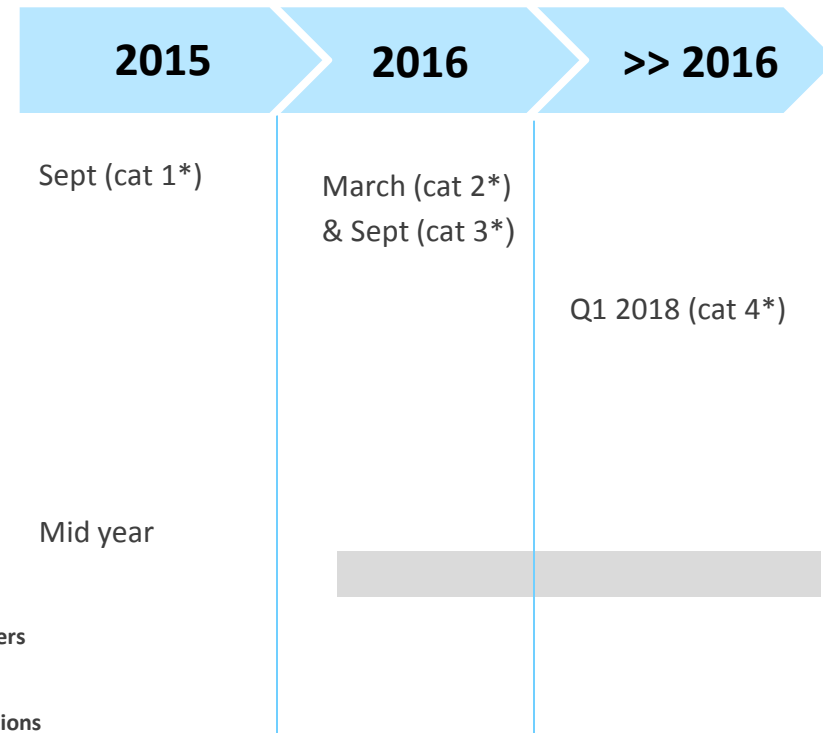 2015
2016
>> 2016
Sept (cat 1*)
March (cat 2*)
& Sept (cat 3*)
Q1 2018 (cat 4*)
Mid year
ers
ions